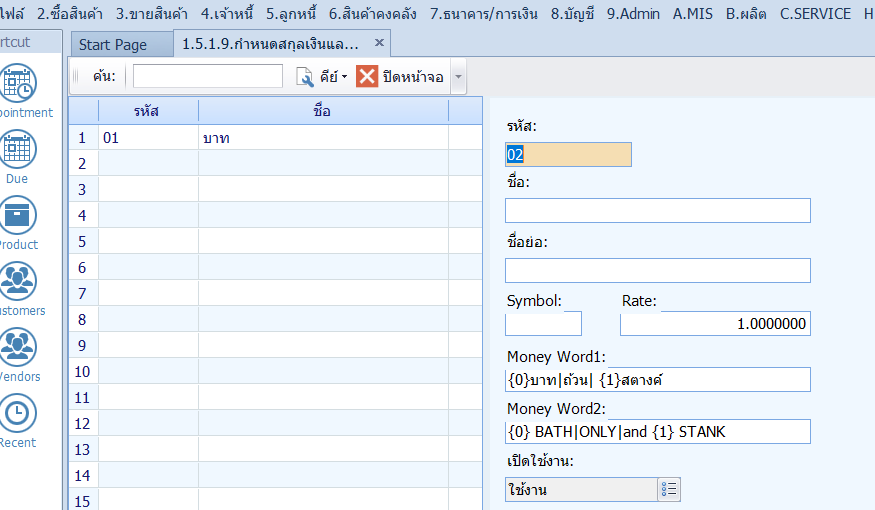 ไฟล์ 2.ซื้อสินค้า 3.ขายสินค้า 4.เจ้าหนี้ 5.ลูกหนี้ 6.สินค้าคงคลัง 7.ธนาคาร/การเงิน 8.บัญชี 9.Admin A.MIS B.ผลิต C.SERVICE H
rtcut
Start Page 1.5.1.9.กำหนดสกุลเงินแล...
ค้น: คีย์ ปิดหน้าจอ
รหัส ชื่อ
1 01 บาท
2
3
4
5
6
7
8
9
10
11
12
13
14
15
pointment
Due
Product
ustomers
Vendors
Recent
รหัส:
02
ชื่อ:
ชื่อย่อ:
Symbol: Rate:
1.0000000
Money Word1:
{0}บาท|ถ้วน| {1}สตางค์
Money Word2:
{0} BATH|ONLY|and {1} STANK
เปิดใช้งาน:
ใช้งาน